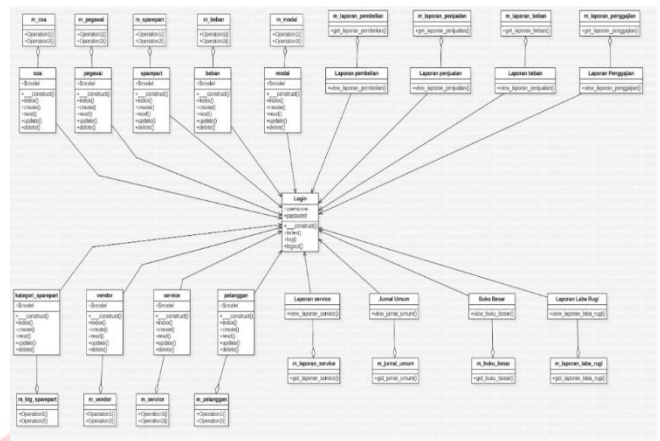 m_coa
+Operation1()
+Operation2()
m_pegawai
+Operation1()
+Operation2()
m_sparepart
+Operation1()
+Operation2()
m_beban
+Operation1()
+Operation2()
m_modal
+Operation1()
+Operation2()
m_laporan_pembelian
+get_laporan_pembelian()
m_laporan_penjualan
+get_laporan_penjualan()
m_laporan_beban
+get_laporan_beban()
m_laporan_penggajian
+get_laporan_penggajian()
coa
-$model
+__construct()
+index()
+create()
+read()
+update()
+delete()
pegawai
-$model
+__construct()
+index()
+create()
+read()
+update()
+delete()
sparepart
-$model
+__construct()
+index()
+create()
+read()
+update()
+delete()
beban
-$model
+__construct()
+index()
+create()
+read()
+update()
+delete()
modal
-$model
+__construct()
+index()
+create()
+read()
+update()
+delete()
Laporan pembelian
+view_laporan_pembelian()
Laporan penjualan
+view_laporan_penjualan()
Laporan beban
+view_laporan_beban()
Laporan Penggajian
+view_laporan_penggajian()
Login
-username
+password
+__construct()
-index()
-log()
+logout()
kategori_sparepart
-$model
+__construct()
+index()
+create()
+read()
+update()
+delete()
vendor
-$model
+__construct()
+index()
+create()
+read()
+update()
+delete()
service
-$model
+__construct()
+index()
+create()
+read()
+update()
+delete()
pelanggan
-$model
+__construct()
+index()
+create()
+read()
+update()
+delete()
Laporan service
+view_laporan_service()
Jurnal Umum
+view_jurnal_umum()
Buku Besar
+view_buku_besar()
Laporan Laba Rugi
+view_laporan_laba_rugi()
m_ktg_sparepart
+Operation1()
+Operation2()
m_vendor
+Operation1()
+Operation2()
m_service
+Operation1()
+Operation2()
m_pelanggan
+Operation1()
+Operation2()
m_laporan_service
+get_laporan_service()
m_jurnal_umum
+get_jurnal_umum()
m_buku_besar
+get_buku_besar()
m_laporan_laba_rugi
+get_laporan_laba_rugi()